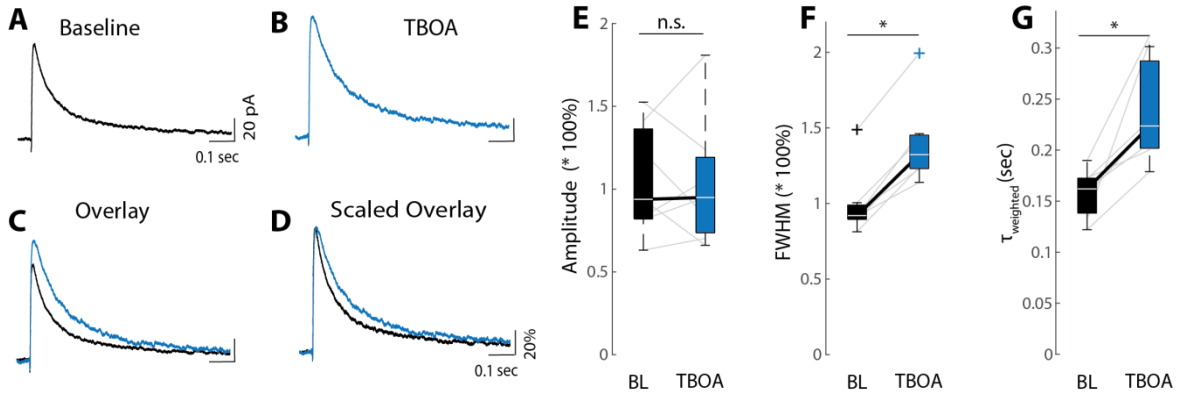 A
Baseline
20 pA
0.1 sec
B
TBOA
C
Overlay
D
Scaled Overlay
20%
0.1 sec
E
n.s.
Amplitude (* 100%)
2
1.5
1
0.5
0
BL
TBOA
F
*
FWHM (* 100%)
2
1.5
1
0.5
0
BL
TBOA
G
*
τweighted (sec)
0.3
0.25
0.2
0.15
0.1
0.05
0
BL
TBOA